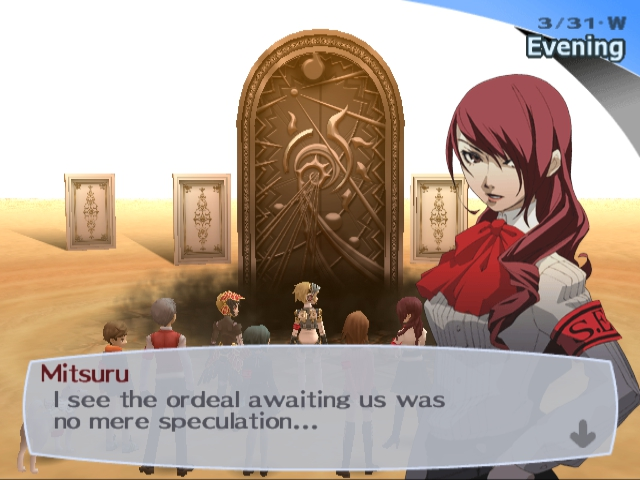 3/31・W
Evening
S.E
Mitsuru
I see the ordeal awaiting us was
no mere speculation...